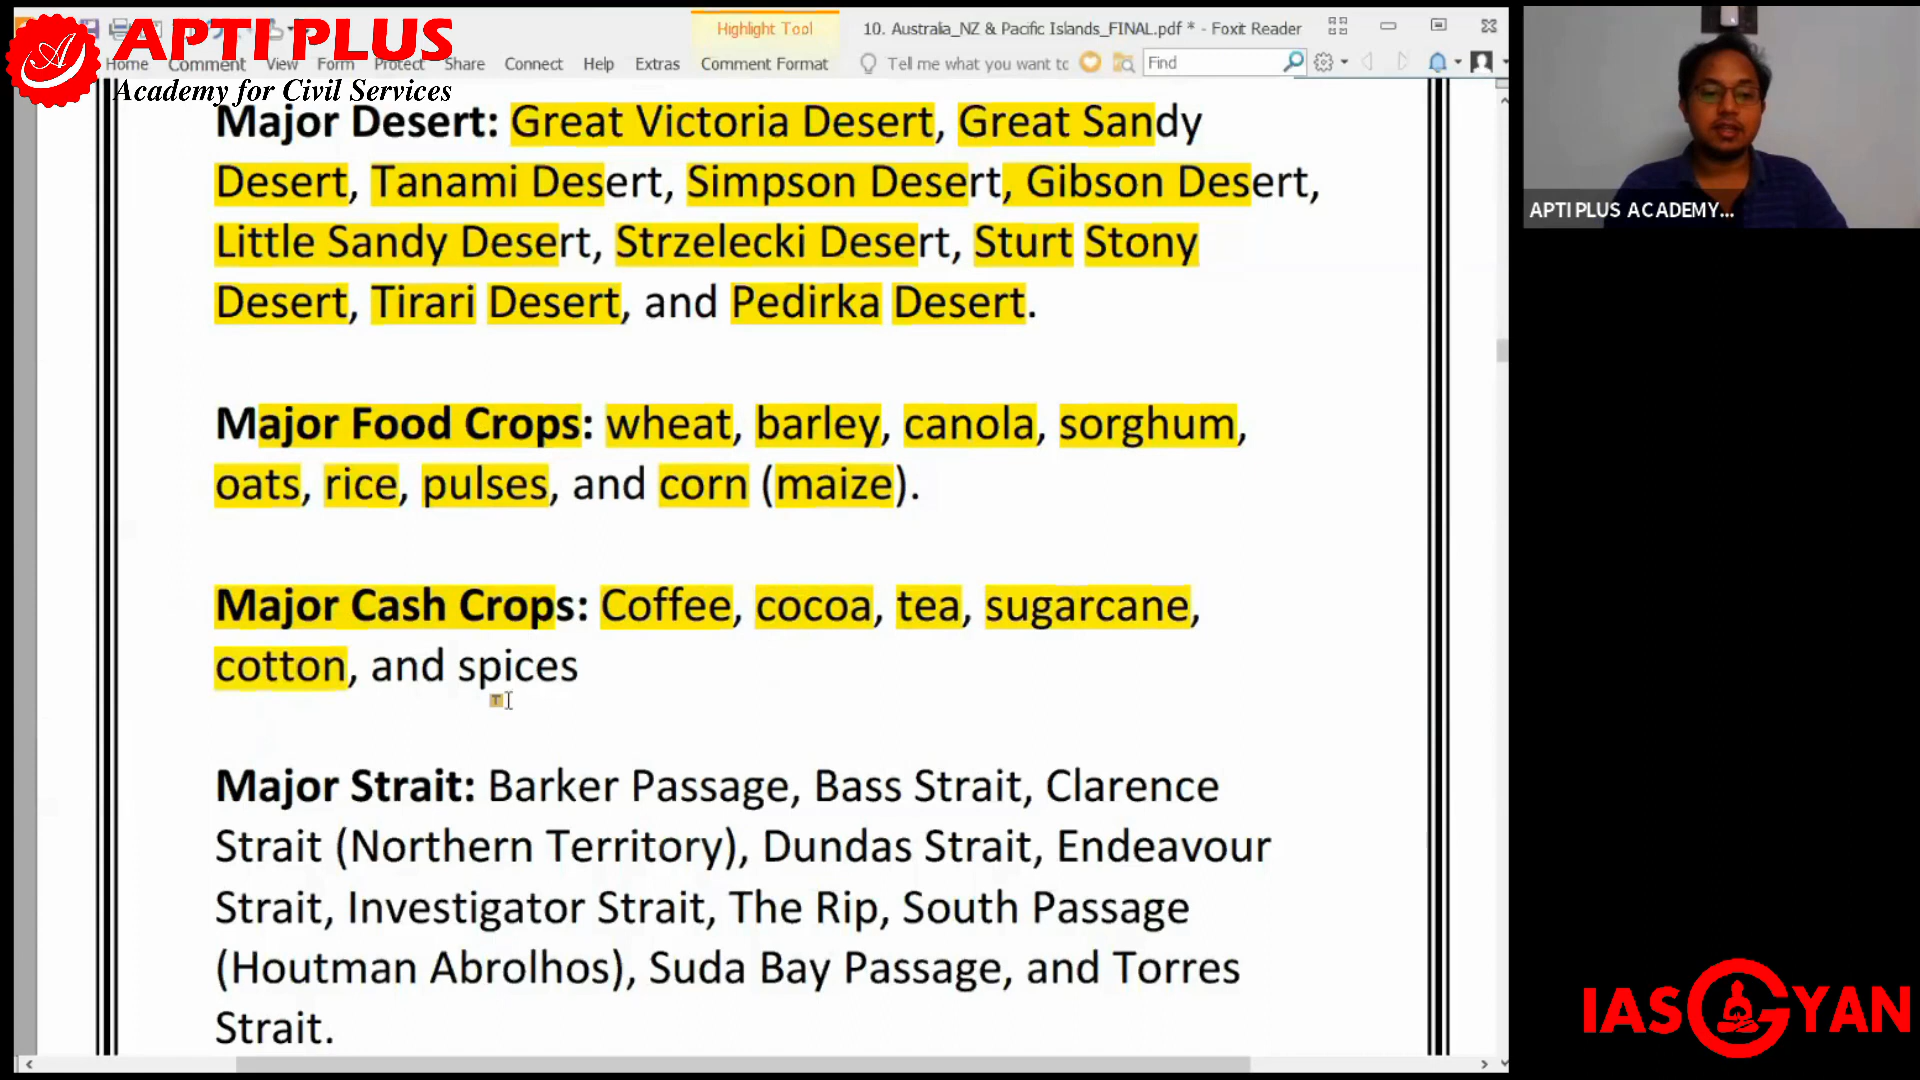 APTI PLUS
Academy for Civil Services
Highlight Tool
10. Australia_NZ & Pacific Islands_FINAL.pdf * - Foxit Reader
Home Comment View Form Protect Share Connect Help Extras Comment Format Tell me what you want tc Find
Major Desert: Great Victoria Desert, Great Sandy
Desert, Tanami Desert, Simpson Desert, Gibson Desert,
Little Sandy Desert, Strzelecki Desert, Sturt Stony
Desert, Tirari Desert, and Pedirka Desert.
Major Food Crops: wheat, barley, canola, sorghum,
oats, rice, pulses, and corn (maize).
Major Cash Crops: Coffee, cocoa, tea, sugarcane,
cotton, and spices
Major Strait: Barker Passage, Bass Strait, Clarence
Strait (Northern Territory), Dundas Strait, Endeavour
Strait, Investigator Strait, The Rip, South Passage
(Houtman Abrolhos), Suda Bay Passage, and Torres
Strait.
APTI PLUS ACADEMY...
IAS GYAN